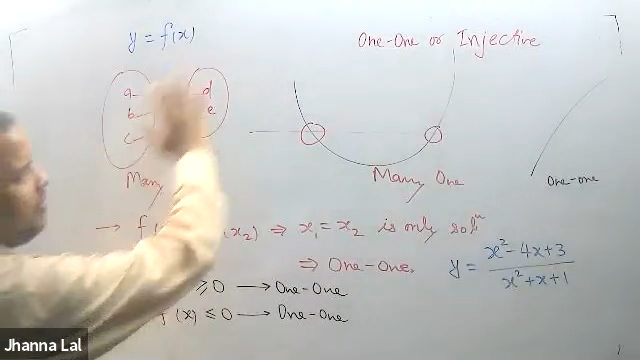 y = f(x)
One-One or Injective
a
b
c
d
e
Many
Many One
One-one
→ f (x₂) ⇒ x₁ = x₂ is only solⁿ
⇒ One-One.
y = (x² - 4x + 3)/(x² + x + 1)
≥ 0 → One-One
f'(x) ≤ 0 → One-One
Jhanna Lal